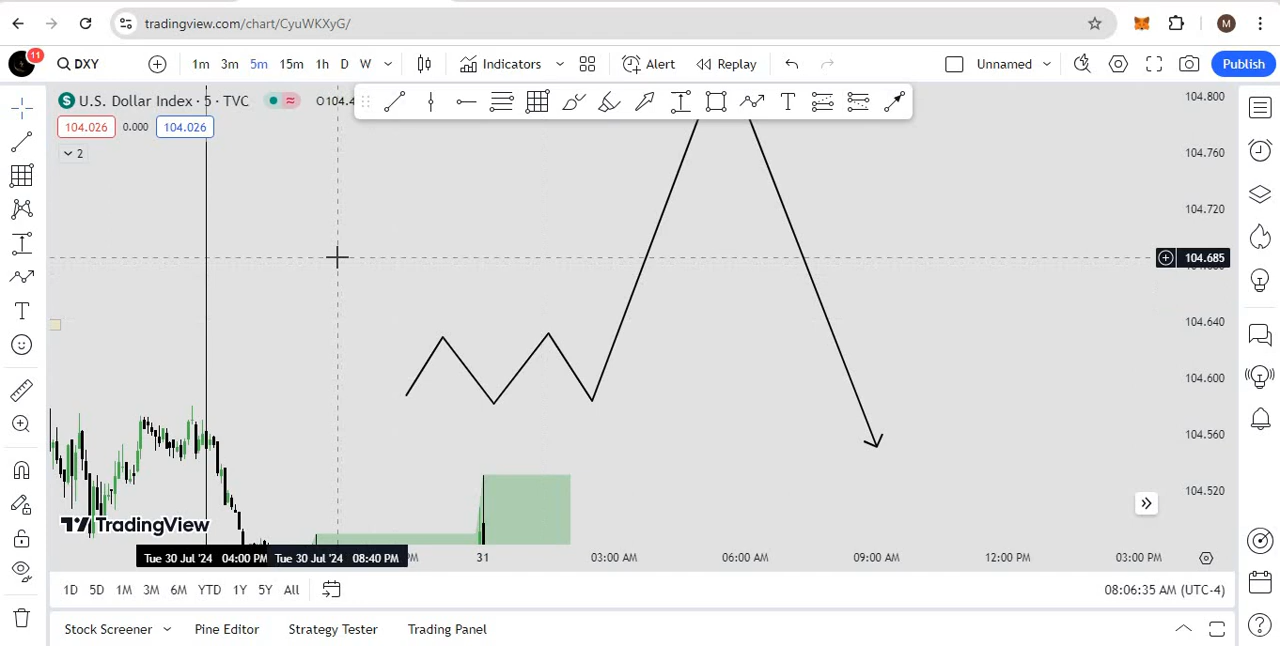 tradingview.com/chart/CyuWKXyG/
M
11
DXY
1m 3m 5m 15m 1h D W
Indicators
Alert
Replay
Unnamed
Publish
$ U.S. Dollar Index · 5 · TVC
O104.4
104.026 0.000 104.026
2
T
104.800
104.760
104.720
104.685
104.640
104.600
104.560
104.520
TradingView
Tue 30 Jul '24 04:00 PM Tue 30 Jul '24 08:40 PM 31 03:00 AM 06:00 AM 09:00 AM 12:00 PM 03:00 PM
1D 5D 1M 3M 6M YTD 1Y 5Y All
08:06:35 AM (UTC-4)
Stock Screener Pine Editor Strategy Tester Trading Panel